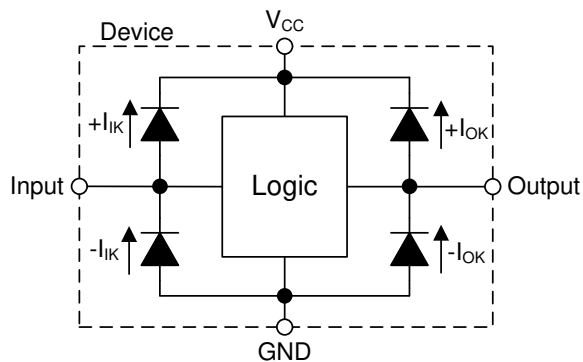 Device
VCC
+IIK
+IOK
Input
Logic
Output
-IIK
-IOK
GND